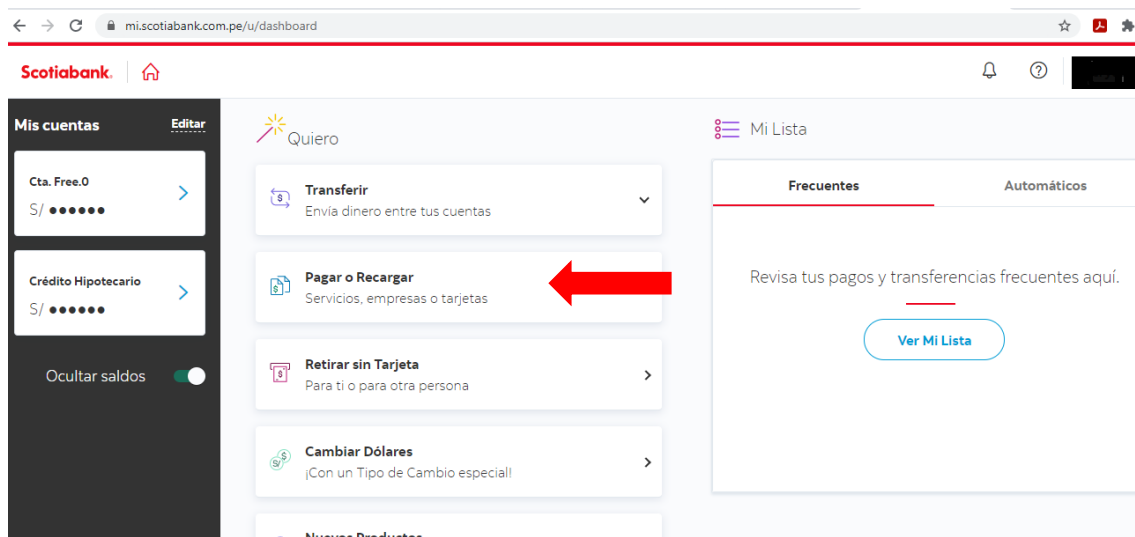 mi.scotiabank.com.pe/u/dashboard
Scotiabank.
Mis cuentas
Editar
Cta. Free.0
S/ ●●●●●●
Crédito Hipotecario
S/ ●●●●●●
Ocultar saldos
Quiero
Transferir
Envía dinero entre tus cuentas
Pagar o Recargar
Servicios, empresas o tarjetas
Retirar sin Tarjeta
Para ti o para otra persona
Cambiar Dólares
¡Con un Tipo de Cambio especial!
Nuevos Productos
Mi Lista
Frecuentes
Automáticos
Revisa tus pagos y transferencias frecuentes aquí.
Ver Mi Lista